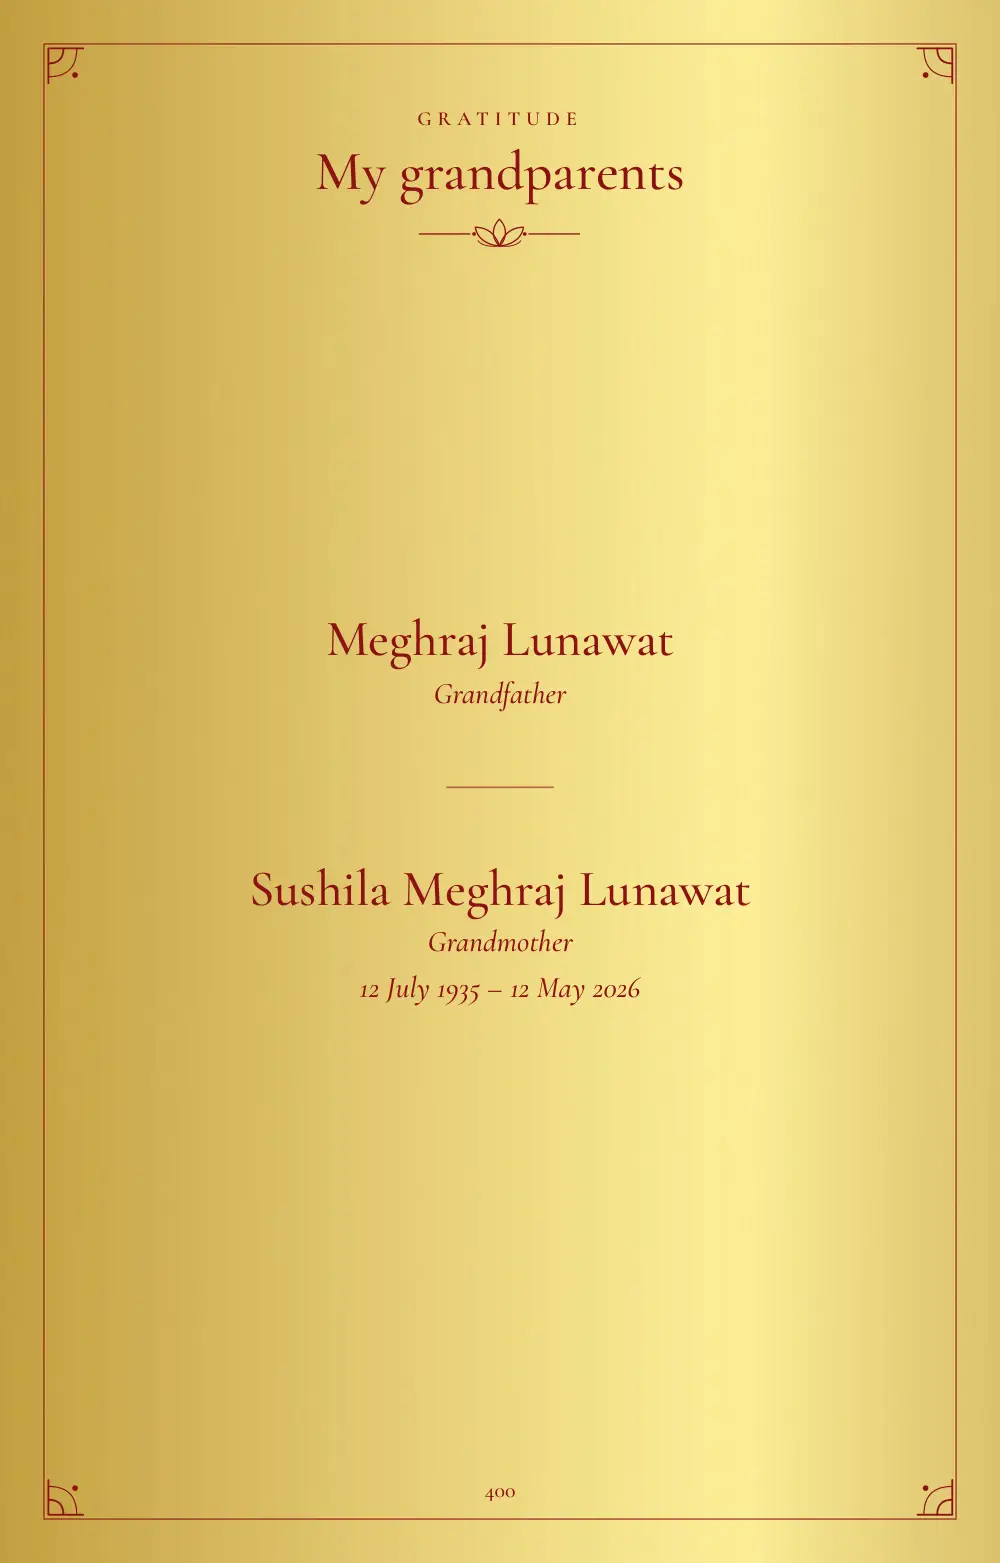 GRATITUDE
My grandparents
Meghraj Lunawat
Grandfather
Sushila Meghraj Lunawat
Grandmother
12 July 1935 – 12 May 2026
400